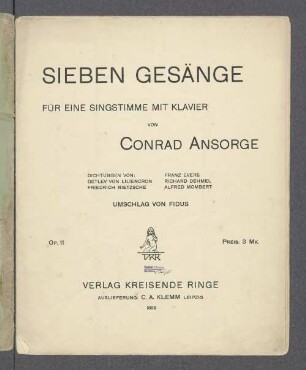 SIEBEN GESÄNGE
FÜR EINE SINGSTIMME MIT KLAVIER
VON
CONRAD ANSORGE
DICHTUNGEN VON: FRANZ EVERS
DETLEV VON LILIENCRON RICHARD DEHMEL
FRIEDRICH NIETZSCHE ALFRED MOMBERT
UMSCHLAG VON FIDUS
OP. 11 PREIS: 3 MK.
VKR
VERLAG KREISENDE RINGE
AUSLIEFERUNG: C. A. KLEMM LEIPZIG